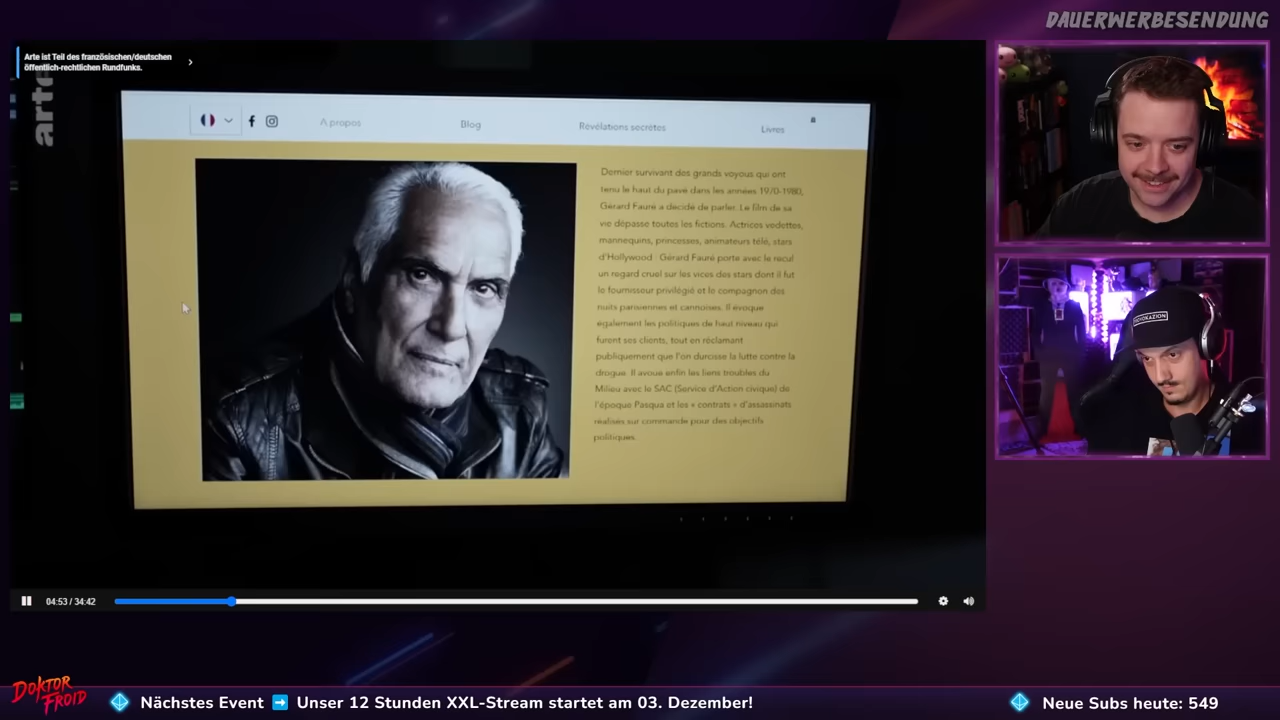 DAUERWERBESENDUNG
Arte ist Teil des französischen/deutschen
öffentlich-rechtlichen Rundfunks.
arte
A propos
Blog
Révélations secrètes
Livres
Dernier survivant des grands voyous qui ont
tenu le haut du pavé dans les années 1970-1980,
Gérard Fauré a décidé de parler. Le film de sa
vie dépasse toutes les fictions. Actrices vedettes,
mannequins, princesses, animateurs télé, stars
d'Hollywood : Gérard Fauré porte avec le recul
un regard cruel sur les vices des stars dont il fut
le fournisseur privilégié et le compagnon des
nuits parisiennes et cannoises. Il évoque
également les politiques de haut niveau qui
furent ses clients, tout en réclamant
publiquement que l'on durcisse la lutte contre la
drogue. Il avoue enfin les liens troubles du
Milieu avec le SAC (Service d'Action civique) de
l'époque Pasqua et les « contrats » d'assassinats
réalisés sur commande pour des objectifs
politiques.
04:53 / 34:42
DOKTOR
FROID
Nächstes Event ➡ Unser 12 Stunden XXL-Stream startet am 03. Dezember!
Neue Subs heute: 549